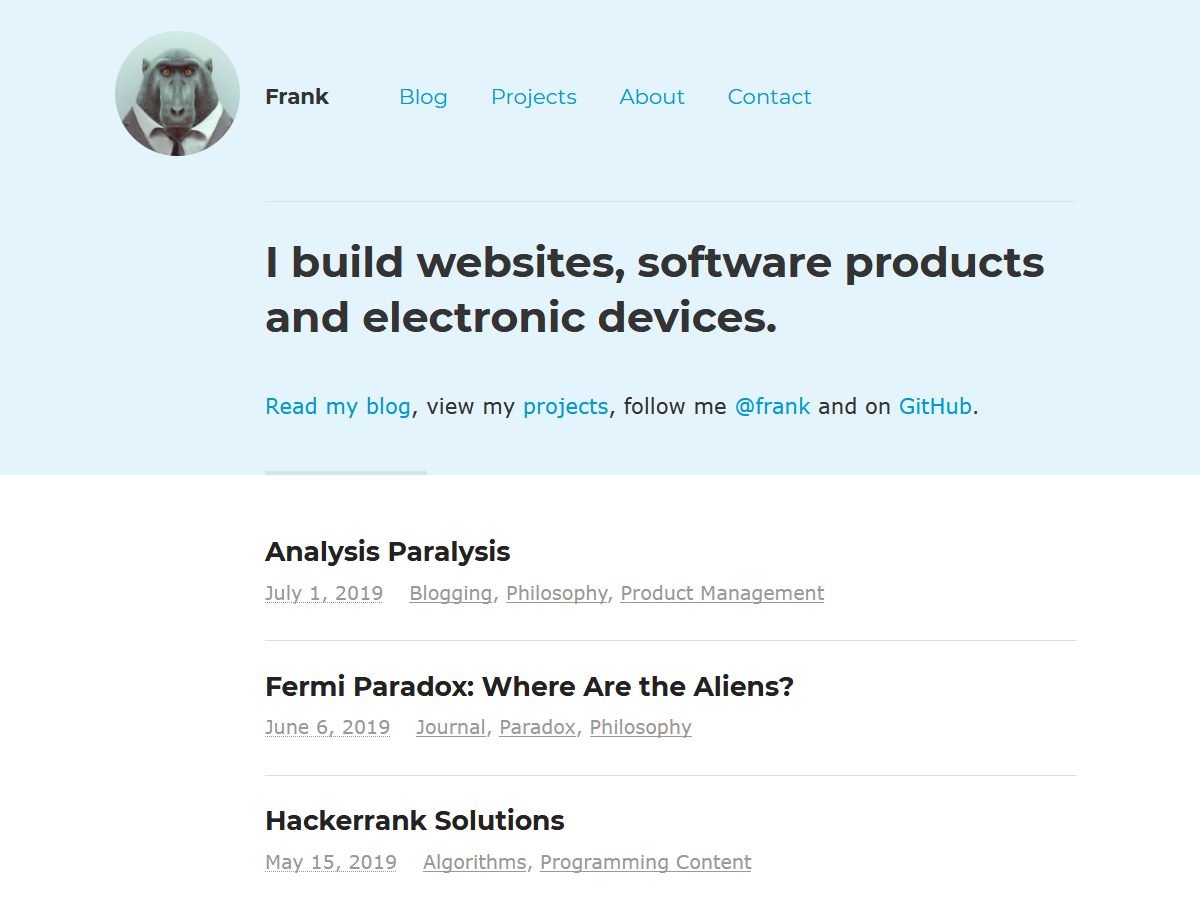 Frank Blog Projects About Contact
I build websites, software products
and electronic devices.
Read my blog, view my projects, follow me @frank and on GitHub.
Analysis Paralysis
July 1, 2019 Blogging, Philosophy, Product Management
Fermi Paradox: Where Are the Aliens?
June 6, 2019 Journal, Paradox, Philosophy
Hackerrank Solutions
May 15, 2019 Algorithms, Programming Content